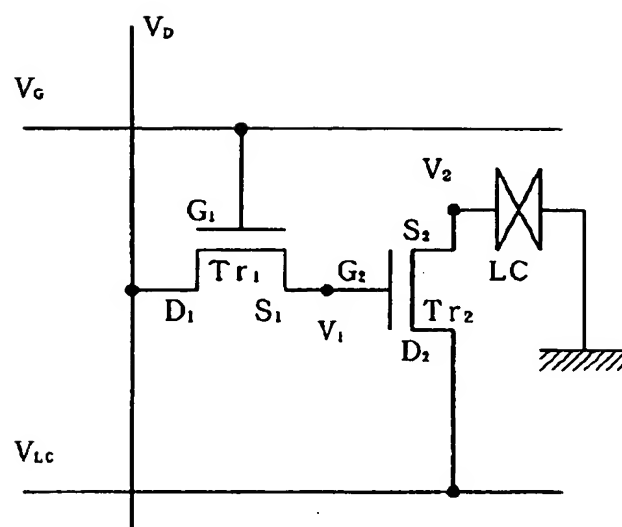 V_D
V_G
V_2
G_1
S_2
LC
Tr_1
G_2
Tr_2
D_1
S_1
V_1
D_2
V_LC